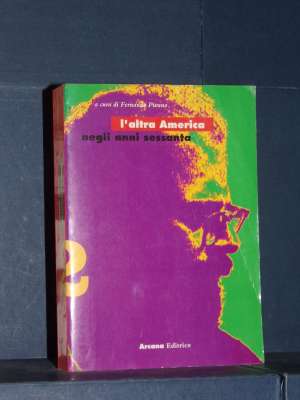 a cura di Fernanda Pivano
l'altra America
negli anni sessanta
2
Arcana Editrice